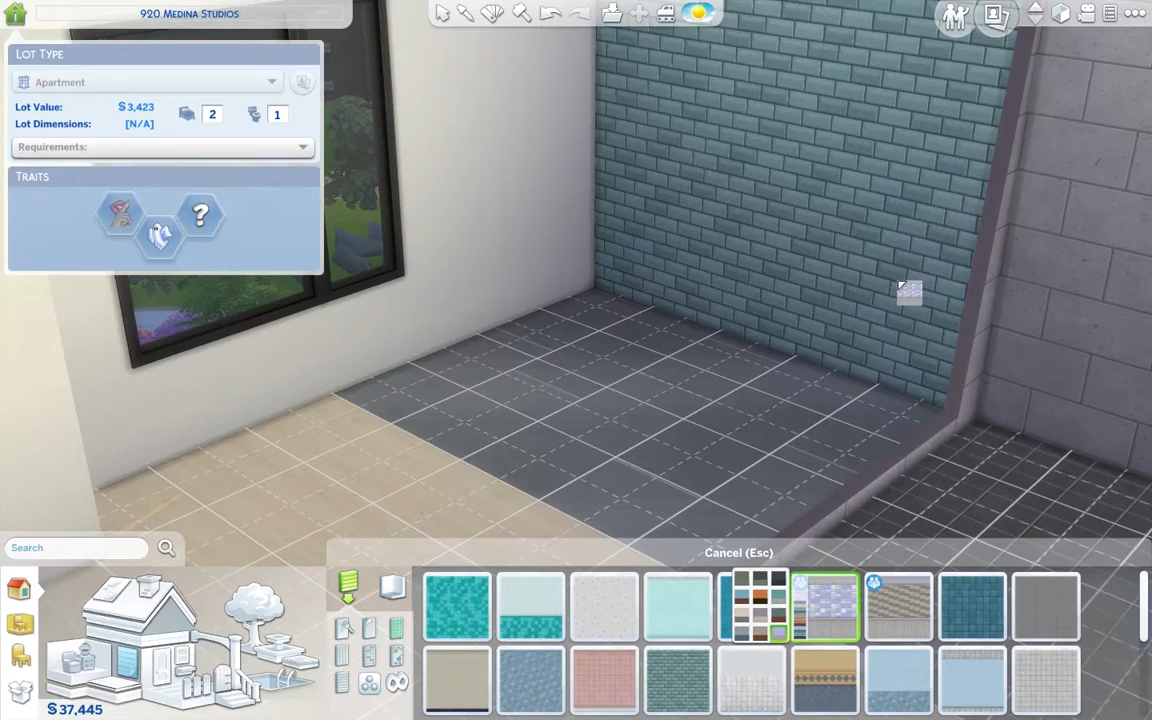 920 Medina Studios
Lot Type
Apartment
Lot Value: §3,423 2 1
Lot Dimensions: [N/A]
Requirements:
Traits
?
Cancel (Esc)
Search
§37,445